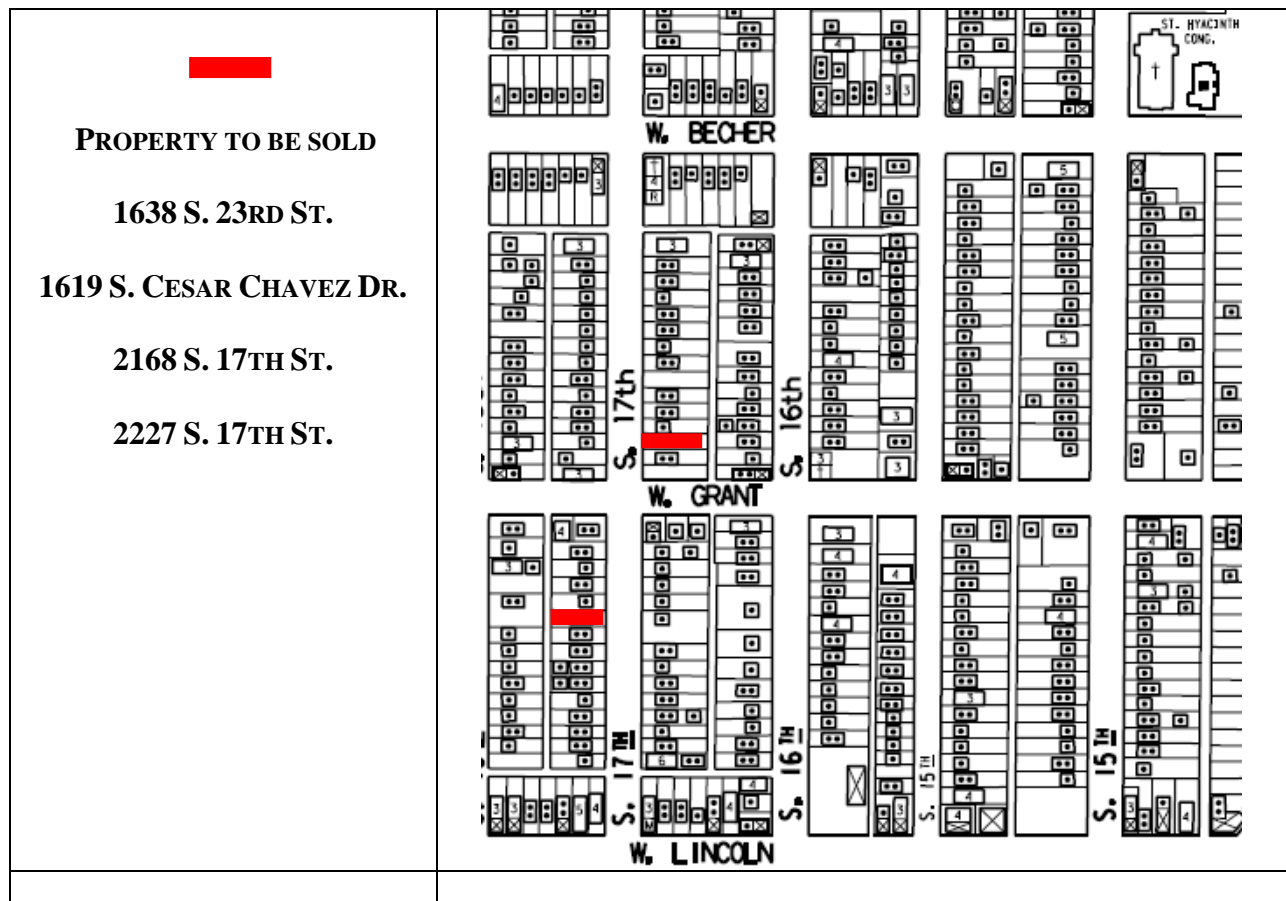 PROPERTY TO BE SOLD
1638 S. 23RD ST.
1619 S. CESAR CHAVEZ DR.
2168 S. 17TH ST.
2227 S. 17TH ST.
ST. HYACINTH
CONG.
W. BECHER
S. 17th
S. 16th
W. GRANT
S. 17TH
S. 16TH
S. 15TH
S. 15TH
W. LINCOLN